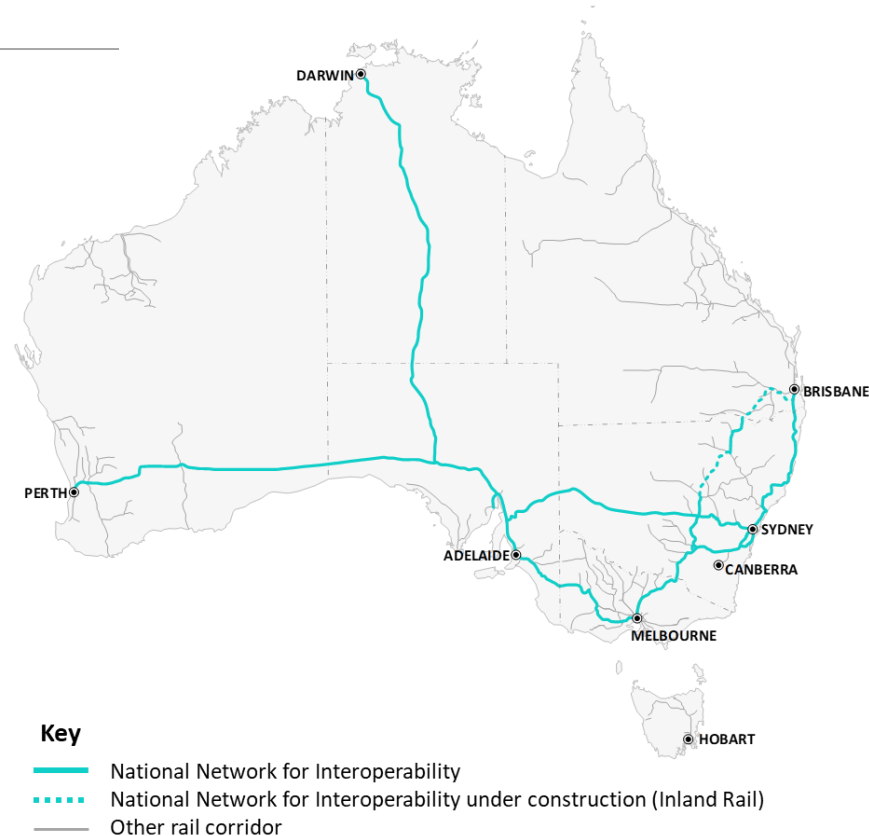 DARWIN
BRISBANE
PERTH
SYDNEY
ADELAIDE
CANBERRA
MELBOURNE
HOBART
Key
National Network for Interoperability
National Network for Interoperability under construction (Inland Rail)
Other rail corridor